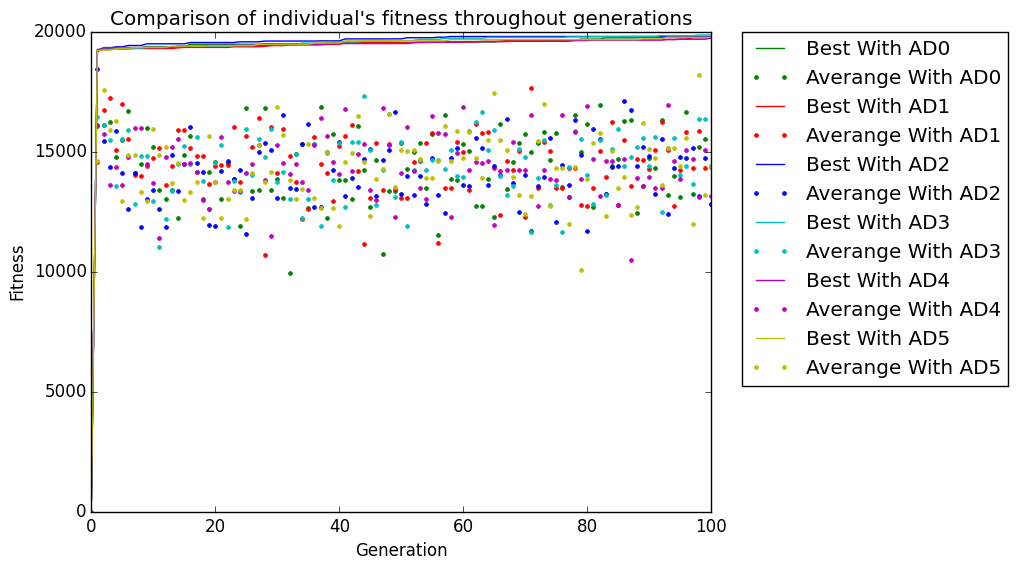 Comparison of individual's fitness throughout generations
20000
15000
10000
5000
0
Fitness
0 20 40 60 80 100
Generation
Best With AD0
Averange With AD0
Best With AD1
Averange With AD1
Best With AD2
Averange With AD2
Best With AD3
Averange With AD3
Best With AD4
Averange With AD4
Best With AD5
Averange With AD5